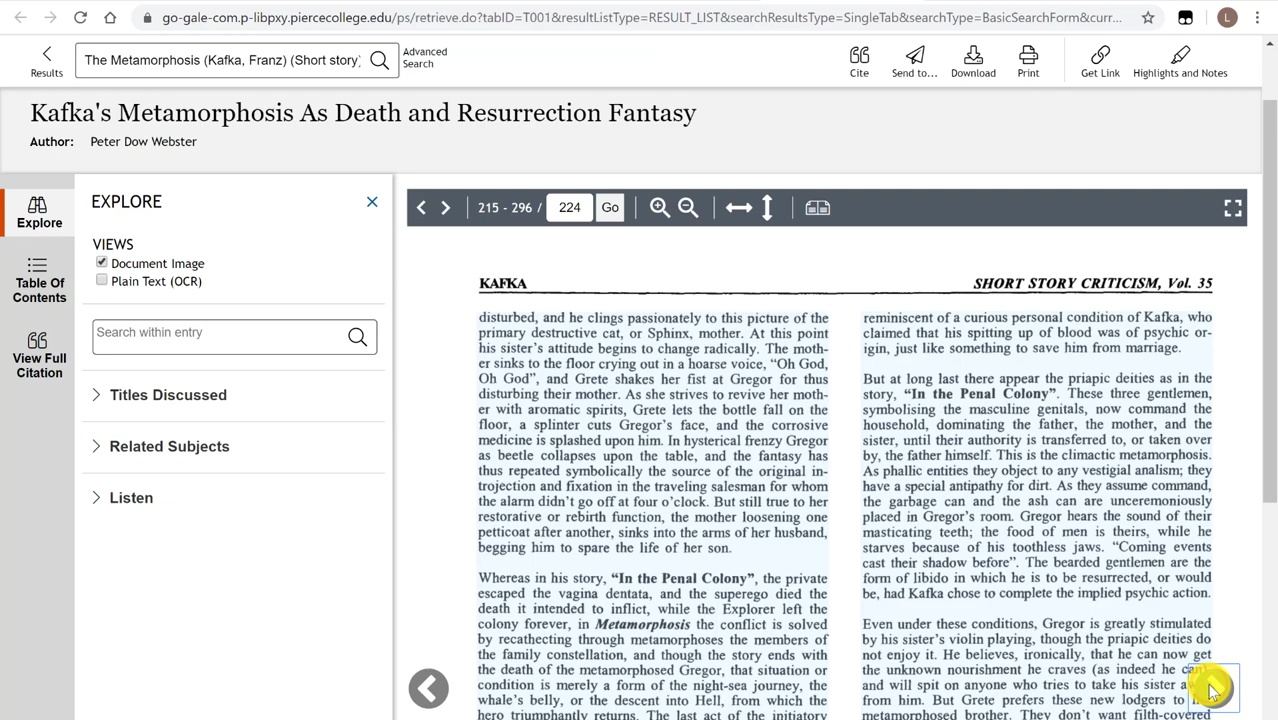 go-gale-com.p-libpxy.piercecollege.edu/ps/retrieve.do?tabID=T001&resultListType=RESULT_LIST&searchResultsType=SingleTab&searchType=BasicSearchForm&curr...
L
Results
The Metamorphosis (Kafka, Franz) (Short story)
Advanced
Search
Cite
Send to...
Download
Print
Get Link
Highlights and Notes
Kafka's Metamorphosis As Death and Resurrection Fantasy
Author: Peter Dow Webster
Explore
Table Of
Contents
View Full
Citation
EXPLORE
VIEWS
Document Image
Plain Text (OCR)
Search within entry
Titles Discussed
Related Subjects
Listen
215 - 296 / 224 Go
KAFKA
SHORT STORY CRITICISM, Vol. 35
disturbed, and he clings passionately to this picture of the
primary destructive cat, or Sphinx, mother. At this point
his sister's attitude begins to change radically. The moth-
er sinks to the floor crying out in a hoarse voice, "Oh God,
Oh God", and Grete shakes her fist at Gregor for thus
disturbing their mother. As she strives to revive her moth-
er with aromatic spirits, Grete lets the bottle fall on the
floor, a splinter cuts Gregor's face, and the corrosive
medicine is splashed upon him. In hysterical frenzy Gregor
as beetle collapses upon the table, and the fantasy has
thus repeated symbolically the source of the original in-
trojection and fixation in the traveling salesman for whom
the alarm didn't go off at four o'clock. But still true to her
restorative or rebirth function, the mother loosening one
petticoat after another, sinks into the arms of her husband,
begging him to spare the life of her son.
Whereas in his story, "In the Penal Colony", the private
escaped the vagina dentata, and the superego died the
death it intended to inflict, while the Explorer left the
colony forever, in Metamorphosis the conflict is solved
by recathecting through metamorphoses the members of
the family constellation, and though the story ends with
the death of the metamorphosed Gregor, that situation or
condition is merely a form of the night-sea journey, the
whale's belly, or the descent into Hell, from which the
hero triumphantly returns. The last act of the initiatory
reminiscent of a curious personal condition of Kafka, who
claimed that his spitting up of blood was of psychic or-
igin, just like something to save him from marriage.
But at long last there appear the priapic deities as in the
story, "In the Penal Colony". These three gentlemen,
symbolising the masculine genitals, now command the
household, dominating the father, the mother, and the
sister, until their authority is transferred to, or taken over
by, the father himself. This is the climactic metamorphosis.
As phallic entities they object to any vestigial analism; they
have a special antipathy for dirt. As they assume command,
the garbage can and the ash can are unceremoniously
placed in Gregor's room. Gregor hears the sound of their
masticating teeth; the food of men is theirs, while he
starves because of his toothless jaws. "Coming events
cast their shadow before". The bearded gentlemen are the
form of libido in which he is to be resurrected, or would
be, had Kafka chose to complete the implied psychic action.
Even under these conditions, Gregor is greatly stimulated
by his sister's violin playing, though the priapic deities do
not enjoy it. He believes, ironically, that he can now get
the unknown nourishment he craves (as indeed he
and will spit on anyone who tries to take his sister
from him. But Grete prefers these new lodgers to
metamorphosed brother. They don't want filth-covered